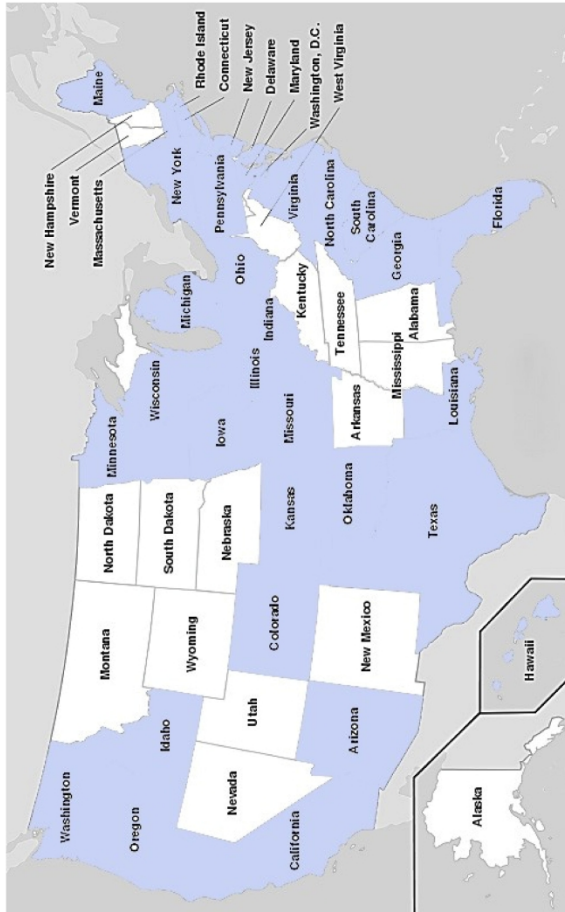 Washington
Oregon
California
Nevada
Idaho
Montana
Wyoming
Utah
Arizona
Colorado
New Mexico
North Dakota
South Dakota
Nebraska
Kansas
Oklahoma
Texas
Minnesota
Iowa
Missouri
Arkansas
Louisiana
Wisconsin
Illinois
Indiana
Michigan
Ohio
Kentucky
Tennessee
Mississippi
Alabama
Georgia
Florida
South
Carolina
North Carolina
Virginia
Pennsylvania
New York
Maine
New Hampshire
Vermont
Massachusetts
Rhode Island
Connecticut
New Jersey
Delaware
Maryland
Washington, D.C.
West Virginia
Alaska
Hawaii